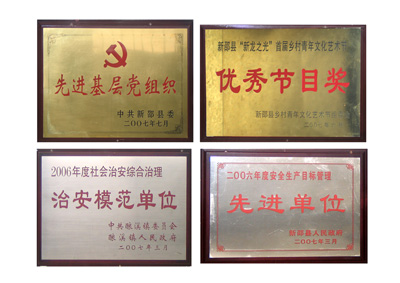 先进基层党组织
中共新邵县委
二〇〇七年七月
新邵县“新龙之光”首届乡村青年文化艺术节
优秀节目奖
新邵县乡村青年文化艺术节组委会
2006年度社会治安综合治理
治安模范单位
中共酿溪镇委员会
酿溪镇人民政府
二〇〇七年三月
二〇〇六年度安全生产目标管理
先进单位
新邵县人民政府
二〇〇七年三月